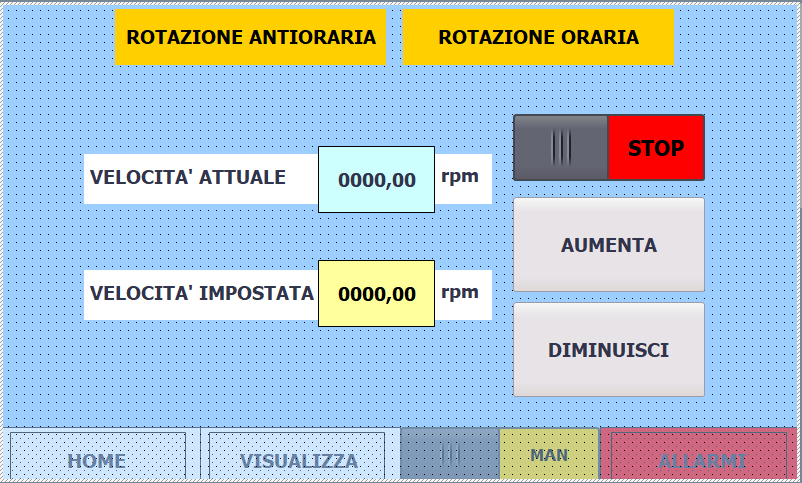 ROTAZIONE ANTIORARIA
ROTAZIONE ORARIA
STOP
VELOCITA' ATTUALE 0000,00 rpm
AUMENTA
VELOCITA' IMPOSTATA 0000,00 rpm
DIMINUISCI
HOME
VISUALIZZA
MAN
ALLARMI